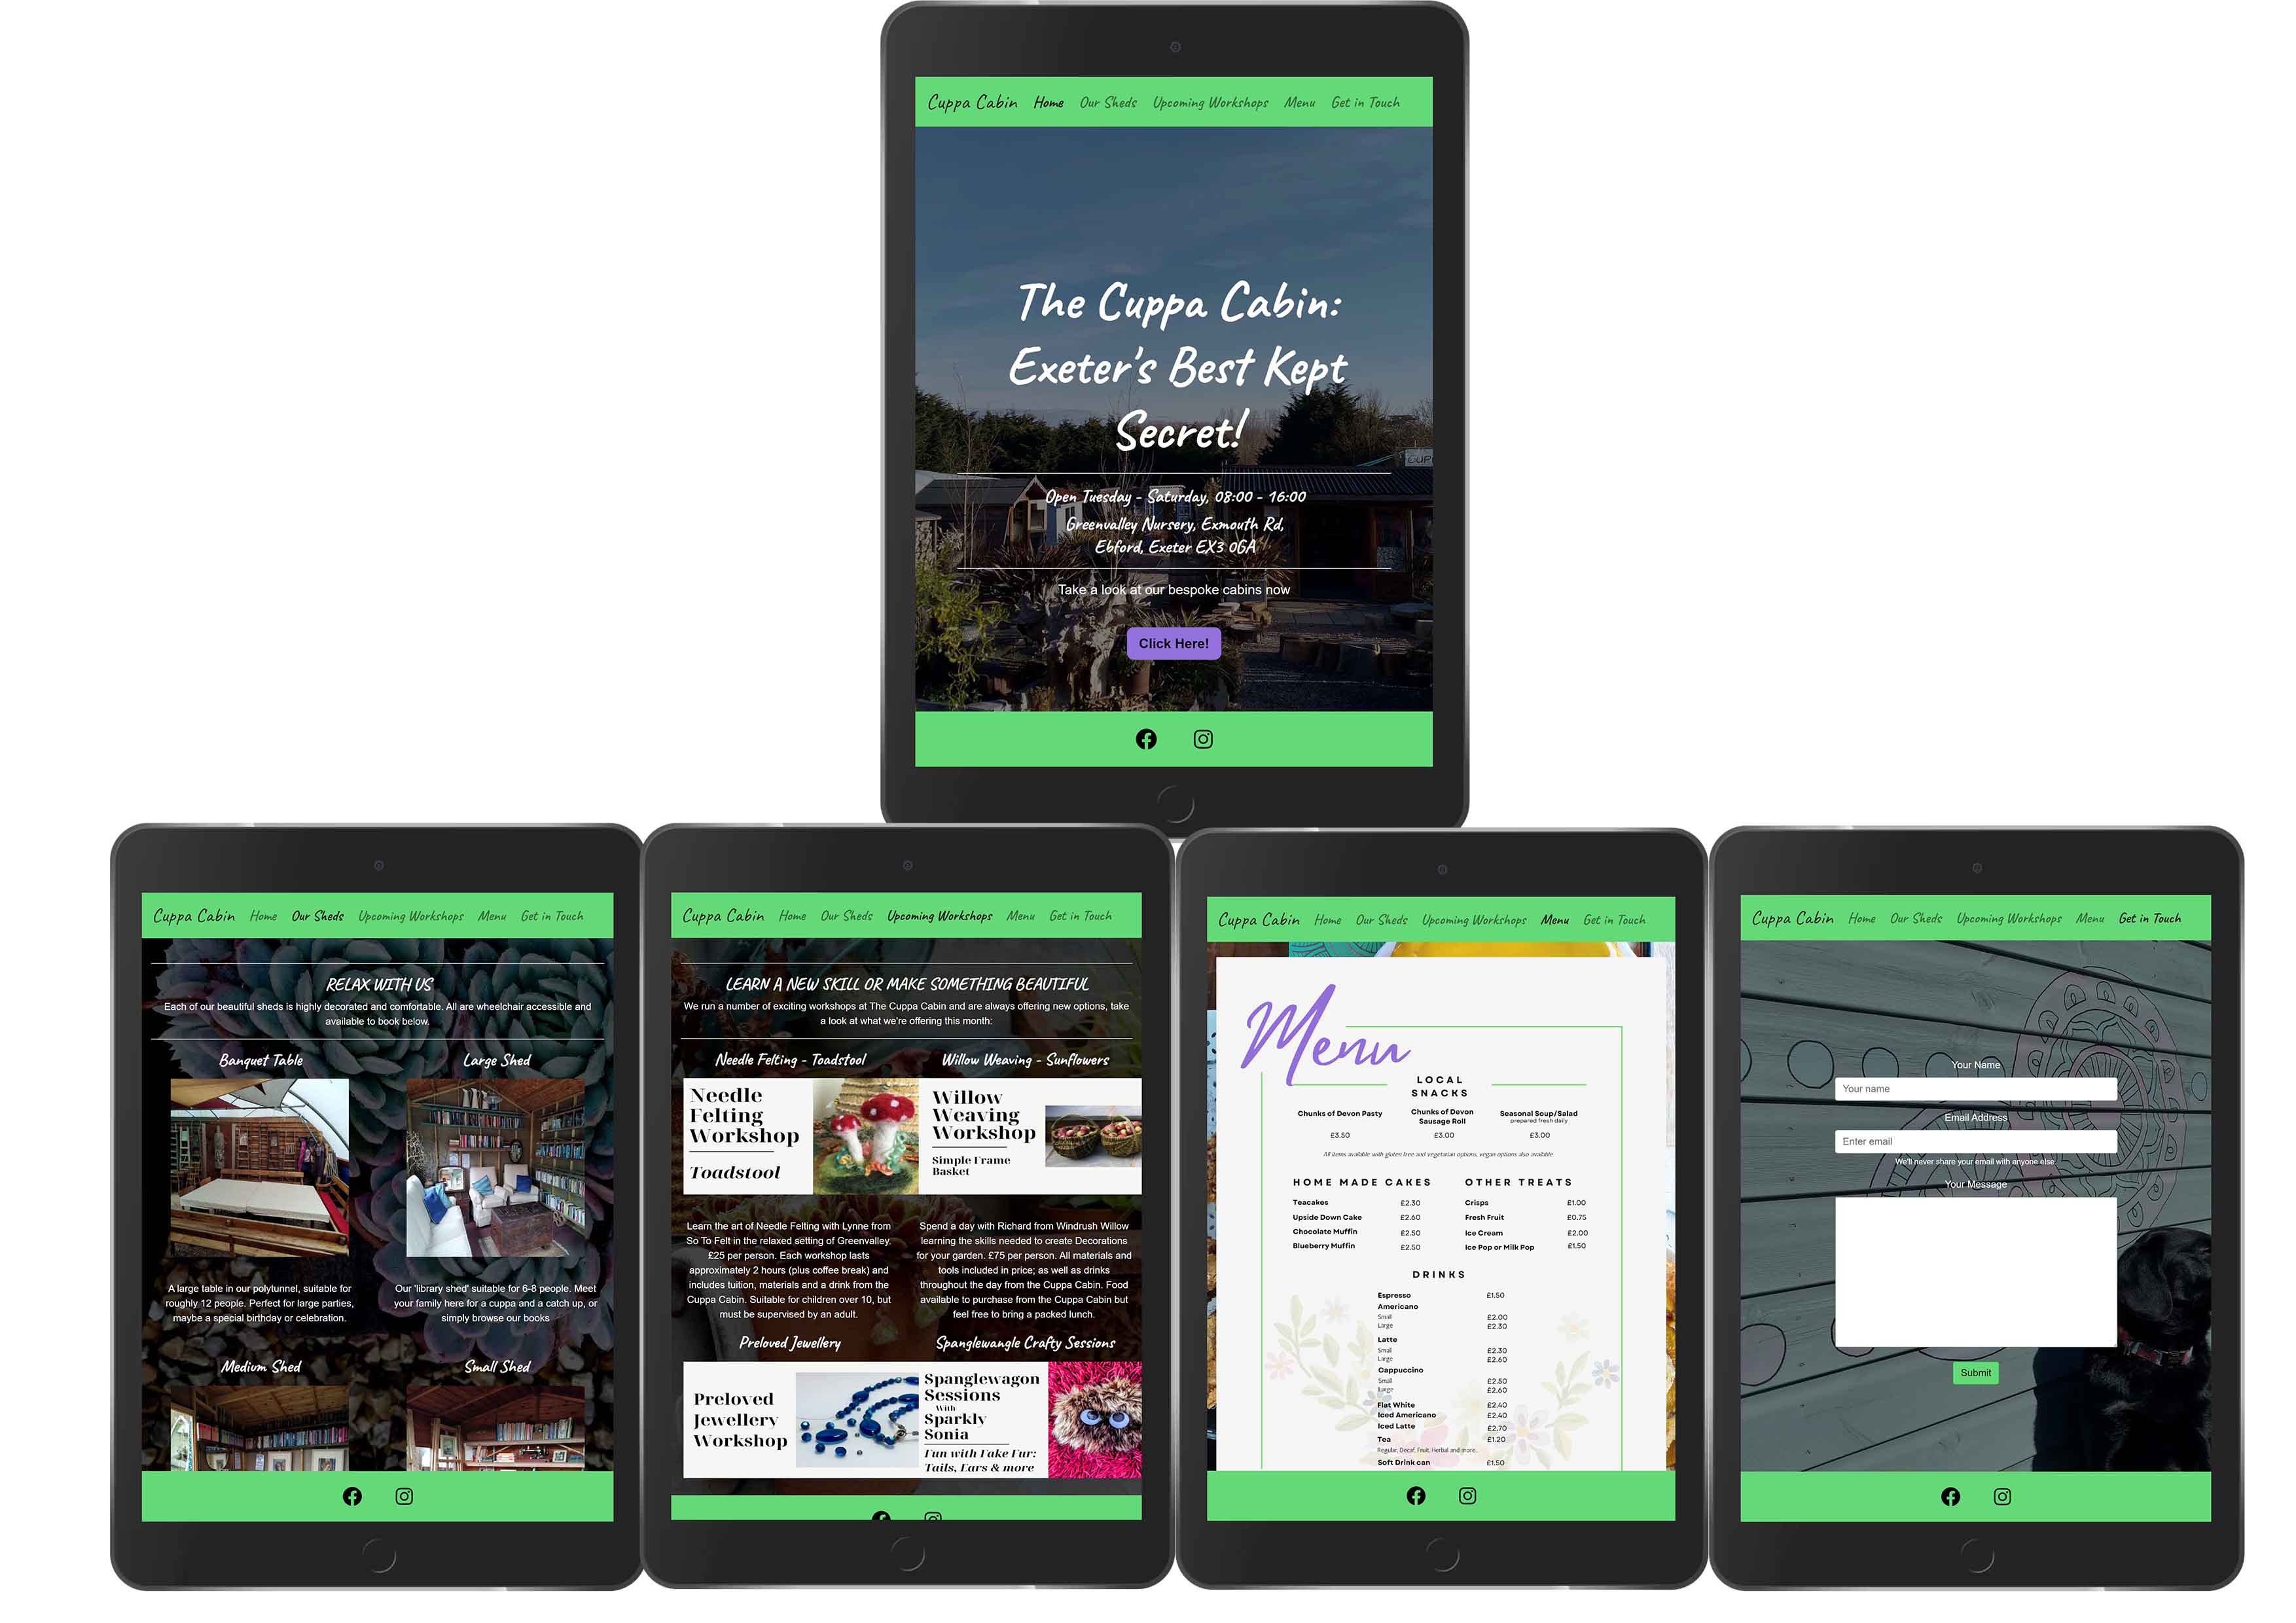 Cuppa Cabin Home Our Sheds Upcoming Workshops Menu Get in Touch
The Cuppa Cabin:
Exeter's Best Kept
Secret!
Open Tuesday - Saturday, 08:00 - 16:00
Greenvalley Nursery, Exmouth Rd,
Ebford, Exeter EX3 0GA
Take a look at our bespoke cabins now
Click Here!
Cuppa Cabin Home Our Sheds Upcoming Workshops Menu Get in Touch
RELAX WITH US
Each of our beautiful sheds is highly decorated and comfortable. All are wheelchair accessible and
available to book below.
Banquet Table
A large table in our polytunnel, suitable for
roughly 12 people. Perfect for large parties,
maybe a special birthday or celebration.
Large Shed
Our 'library shed' suitable for 6-8 people. Meet
your family here for a cuppa and a catch up, or
simply browse our books
Medium Shed
Small Shed
Cuppa Cabin Home Our Sheds Upcoming Workshops Menu Get in Touch
LEARN A NEW SKILL OR MAKE SOMETHING BEAUTIFUL
We run a number of exciting workshops at The Cuppa Cabin and are always offering new options, take
a look at what we're offering this month:
Needle Felting - Toadstool
Needle
Felting
Workshop
Toadstool
Learn the art of Needle Felting with Lynne from
So To Felt in the relaxed setting of Greenvalley.
£25 per person. Each workshop lasts
approximately 2 hours (plus coffee break) and
includes tuition, materials and a drink from the
Cuppa Cabin. Suitable for children over 10, but
must be supervised by an adult.
Willow Weaving - Sunflowers
Willow
Weaving
Workshop
Simple Frame
Basket
Spend a day with Richard from Windrush Willow
learning the skills needed to create Decorations
for your garden. £75 per person. All materials and
tools included in price; as well as drinks
throughout the day from the Cuppa Cabin. Food
available to purchase from the Cuppa Cabin but
feel free to bring a packed lunch.
Preloved Jewellery
Preloved
Jewellery
Workshop
Spanglewangle Crafty Sessions
Spanglewagon
Sessions
With
Sparkly
Sonia
Fun with Fake Fur:
Tails, Ears & more
Cuppa Cabin Home Our Sheds Upcoming Workshops Menu Get in Touch
Menu
LOCAL
SNACKS
Chunks of Devon Pasty
£3.50
Chunks of Devon
Sausage Roll
£3.00
Seasonal Soup/Salad
prepared fresh daily
£3.00
All items available with gluten free and vegetarian options, vegan options also available
HOME MADE CAKES
Teacakes £2.30
Upside Down Cake £2.60
Chocolate Muffin £2.50
Blueberry Muffin £2.50
OTHER TREATS
Crisps £1.00
Fresh Fruit £0.75
Ice Cream £2.00
Ice Pop or Milk Pop £1.50
DRINKS
Espresso £1.50
Americano
Small £2.00
Large £2.30
Latte
Small £2.30
Large £2.60
Cappuccino
Small £2.50
Large £2.60
Flat White £2.40
Iced Americano £2.40
Iced Latte £2.70
Tea £1.20
Regular, Decaf, Fruit, Herbal and more..
Soft Drink can £1.50
Cuppa Cabin Home Our Sheds Upcoming Workshops Menu Get in Touch
Your Name
Your name
Email Address
Enter email
We'll never share your email with anyone else.
Your Message
Submit